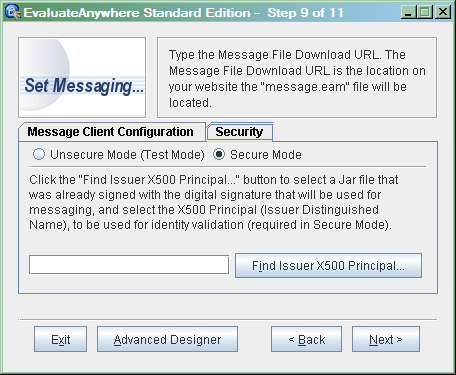 EvaluateAnywhere Standard Edition - Step 9 of 11
Set Messaging...
Type the Message File Download URL. The
Message File Download URL is the location on
your website the "message.eam" file will be
located.
Message Client Configuration Security
Unsecure Mode (Test Mode) Secure Mode
Click the "Find Issuer X500 Principal..." button to select a Jar file that
was already signed with the digital signature that will be used for
messaging, and select the X500 Principal (Issuer Distinguished
Name), to be used for identity validation (required in Secure Mode).
Find Issuer X500 Principal...
Exit Advanced Designer < Back Next >